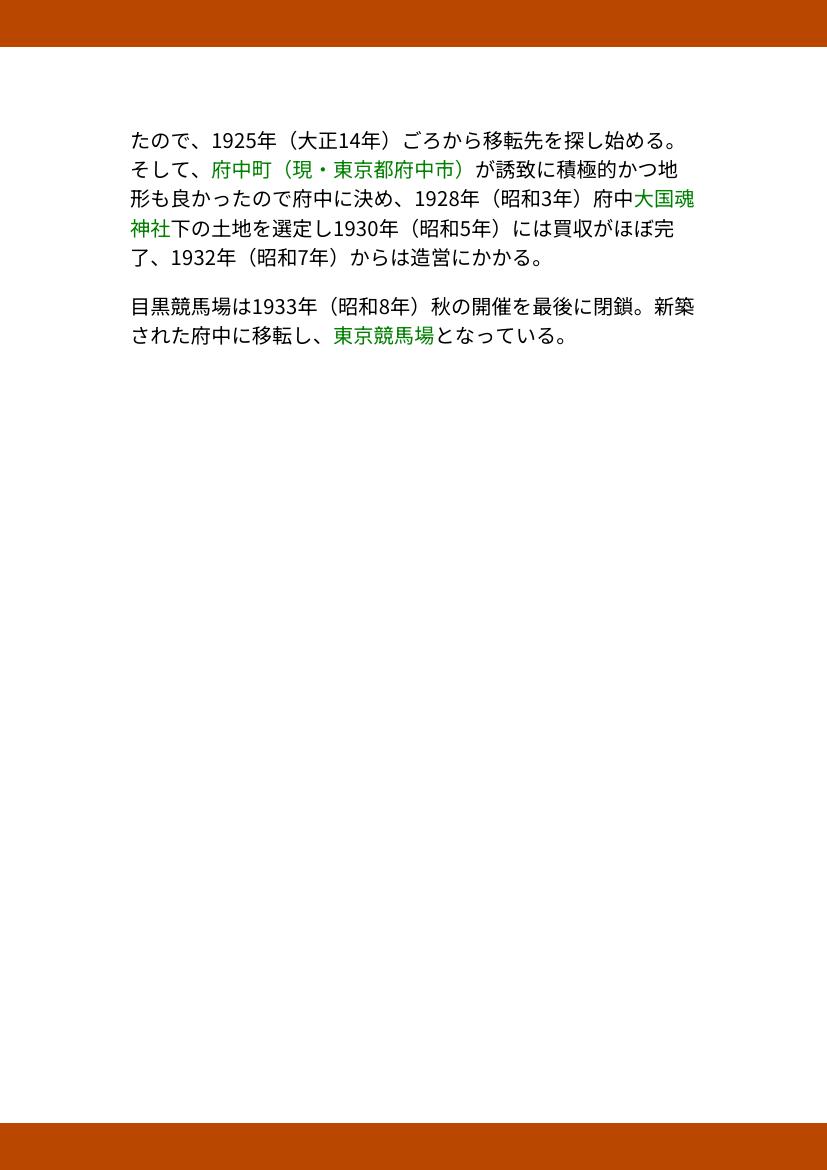 たので、1925年（大正14年）ごろから移転先を探し始める。
そして、府中町（現・東京都府中市）が誘致に積極的かつ地
形も良かったので府中に決め、1928年（昭和3年）府中大国魂
神社下の土地を選定し1930年（昭和5年）には買収がほぼ完
了、1932年（昭和7年）からは造営にかかる。
目黒競馬場は1933年（昭和8年）秋の開催を最後に閉鎖。新築
された府中に移転し、東京競馬場となっている。